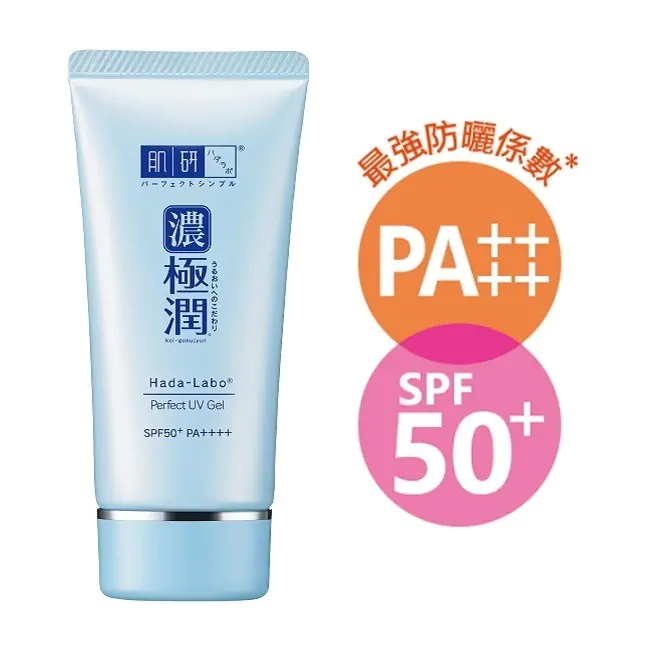 肌研 ハダラボ®
パーフェクトシンプル
濃
極潤®
うるおいへのこだわり。
koi-gokujyun
Hada-Labo®
Perfect UV Gel
SPF50+ PA++++
最強防曬係數*
PA++++
SPF
50+